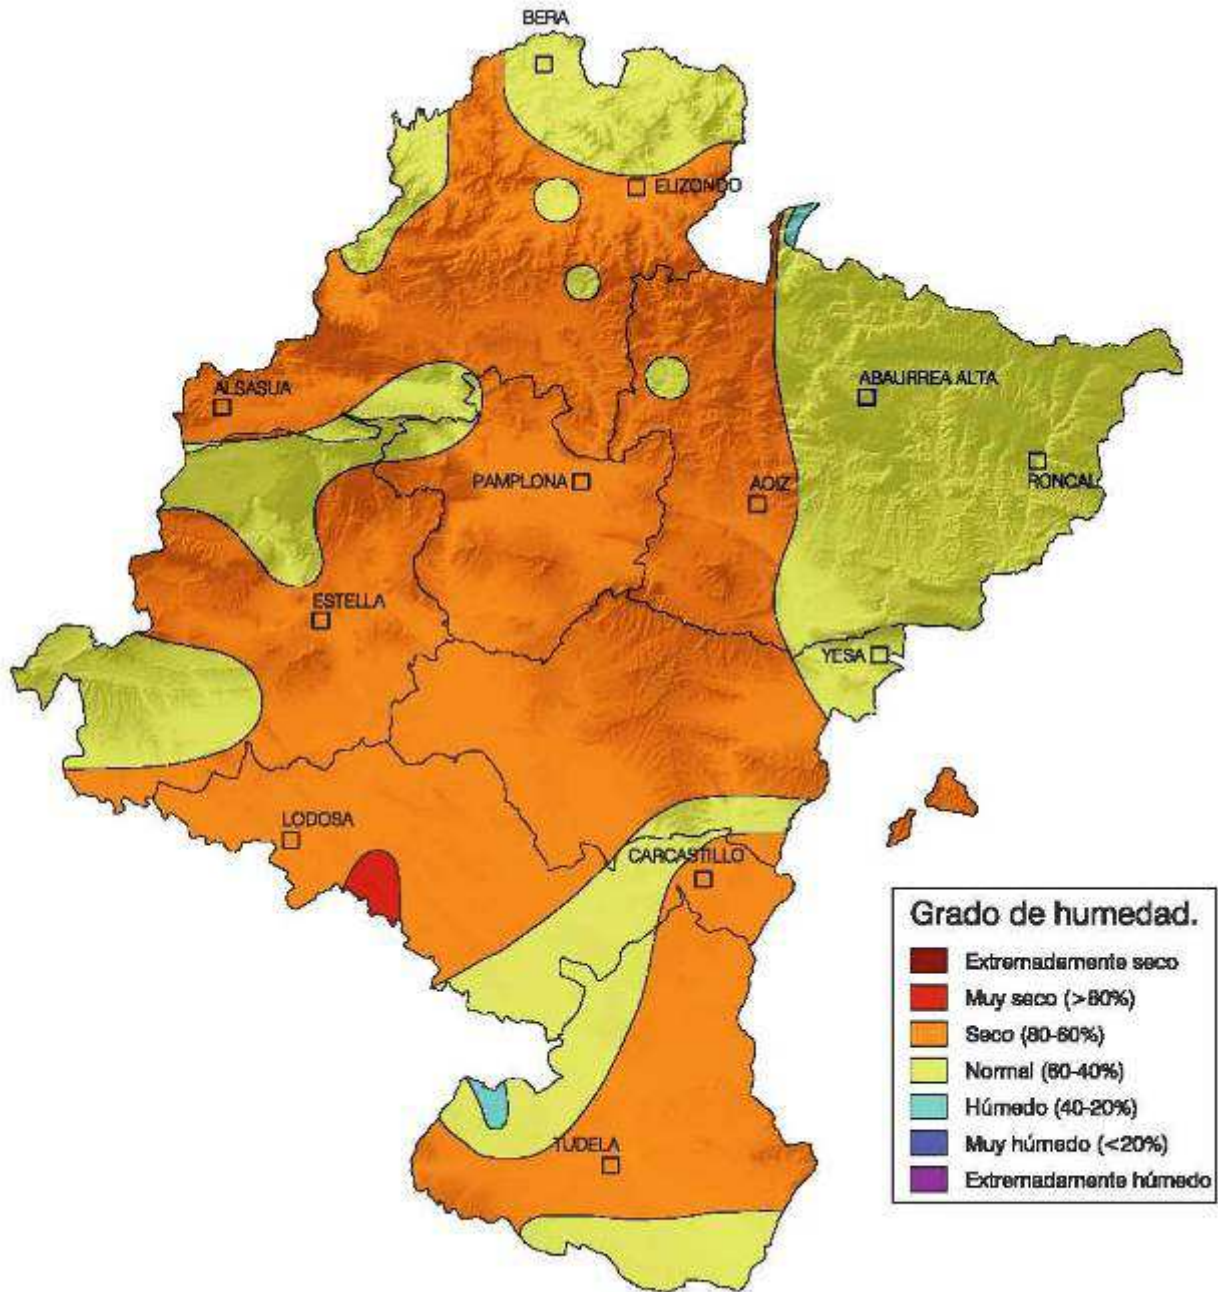 BERA
ELIZONDO
ALSASUA
ABAURREA ALTA
PAMPLONA
AOIZ
RONCAL
ESTELLA
YESA
LODOSA
CARCASTILLO
TUDELA
Grado de humedad.
Extremadamente seco
Muy seco (>80%)
Seco (80-60%)
Normal (60-40%)
Húmedo (40-20%)
Muy húmedo (<20%)
Extremadamente húmedo